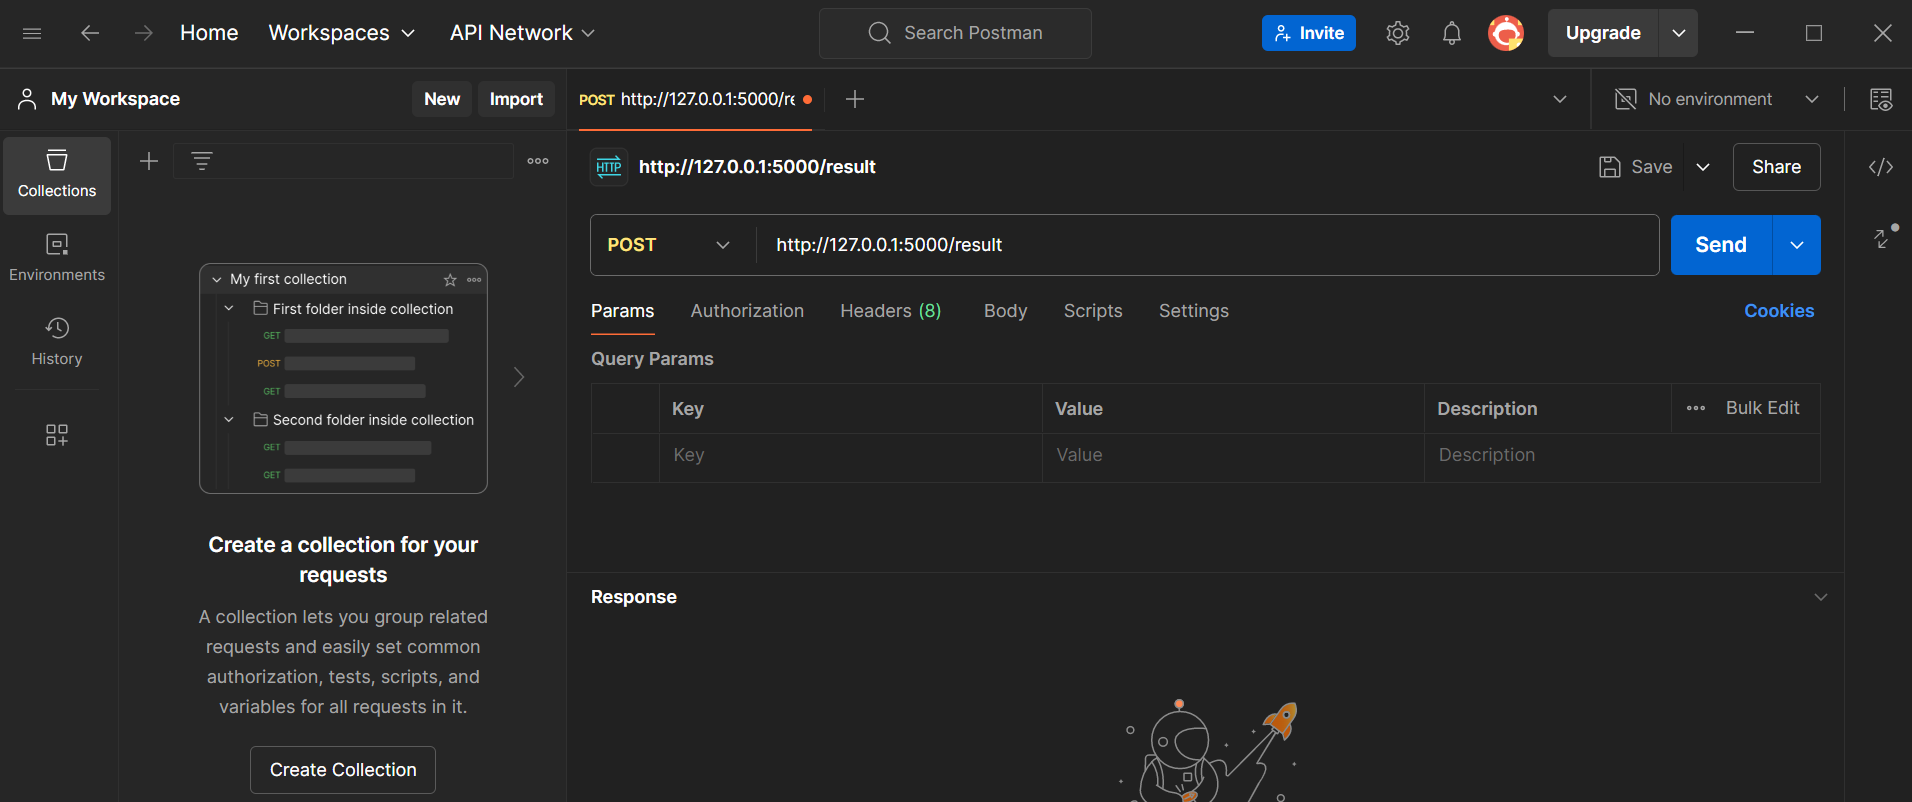 Home Workspaces API Network Search Postman Invite Upgrade
My Workspace New Import POST http://127.0.0.1:5000/re No environment
Collections
Environments
History
My first collection
First folder inside collection
GET
POST
GET
Second folder inside collection
GET
GET
Create a collection for your
requests
A collection lets you group related
requests and easily set common
authorization, tests, scripts, and
variables for all requests in it.
Create Collection
HTTP http://127.0.0.1:5000/result Save Share
POST http://127.0.0.1:5000/result Send
Params Authorization Headers (8) Body Scripts Settings Cookies
Query Params
Key Value Description Bulk Edit
Key Value Description
Response